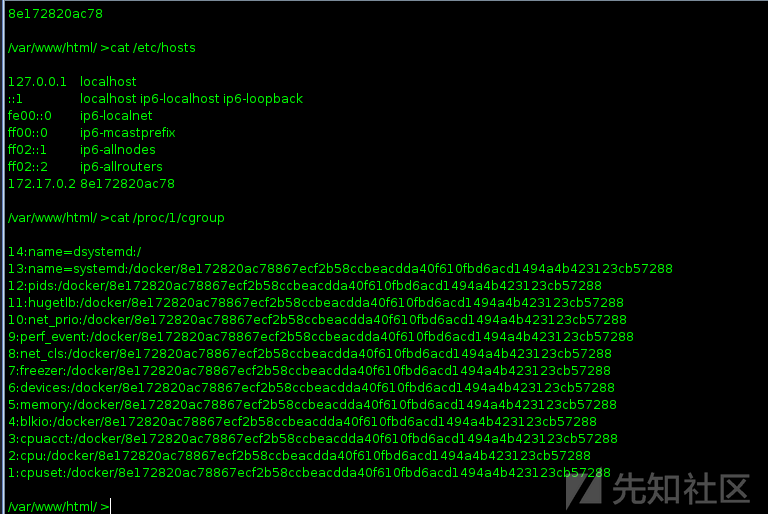 8e172820ac78
/var/www/html/ >cat /etc/hosts
127.0.0.1 localhost
::1 localhost ip6-localhost ip6-loopback
fe00::0 ip6-localnet
ff00::0 ip6-mcastprefix
ff02::1 ip6-allnodes
ff02::2 ip6-allrouters
172.17.0.2 8e172820ac78
/var/www/html/ >cat /proc/1/cgroup
14:name=dsystemd:/
13:name=systemd:/docker/8e172820ac78867ecf2b58ccbeacdda40f610fbd6acd1494a4b423123cb57288
12:pids:/docker/8e172820ac78867ecf2b58ccbeacdda40f610fbd6acd1494a4b423123cb57288
11:hugetlb:/docker/8e172820ac78867ecf2b58ccbeacdda40f610fbd6acd1494a4b423123cb57288
10:net_prio:/docker/8e172820ac78867ecf2b58ccbeacdda40f610fbd6acd1494a4b423123cb57288
9:perf_event:/docker/8e172820ac78867ecf2b58ccbeacdda40f610fbd6acd1494a4b423123cb57288
8:net_cls:/docker/8e172820ac78867ecf2b58ccbeacdda40f610fbd6acd1494a4b423123cb57288
7:freezer:/docker/8e172820ac78867ecf2b58ccbeacdda40f610fbd6acd1494a4b423123cb57288
6:devices:/docker/8e172820ac78867ecf2b58ccbeacdda40f610fbd6acd1494a4b423123cb57288
5:memory:/docker/8e172820ac78867ecf2b58ccbeacdda40f610fbd6acd1494a4b423123cb57288
4:blkio:/docker/8e172820ac78867ecf2b58ccbeacdda40f610fbd6acd1494a4b423123cb57288
3:cpuacct:/docker/8e172820ac78867ecf2b58ccbeacdda40f610fbd6acd1494a4b423123cb57288
2:cpu:/docker/8e172820ac78867ecf2b58ccbeacdda40f610fbd6acd1494a4b423123cb57288
1:cpuset:/docker/8e172820ac78867ecf2b58ccbeacdda40f610fbd6acd1494a4b423123cb57288
/var/www/html/ >
先知社区